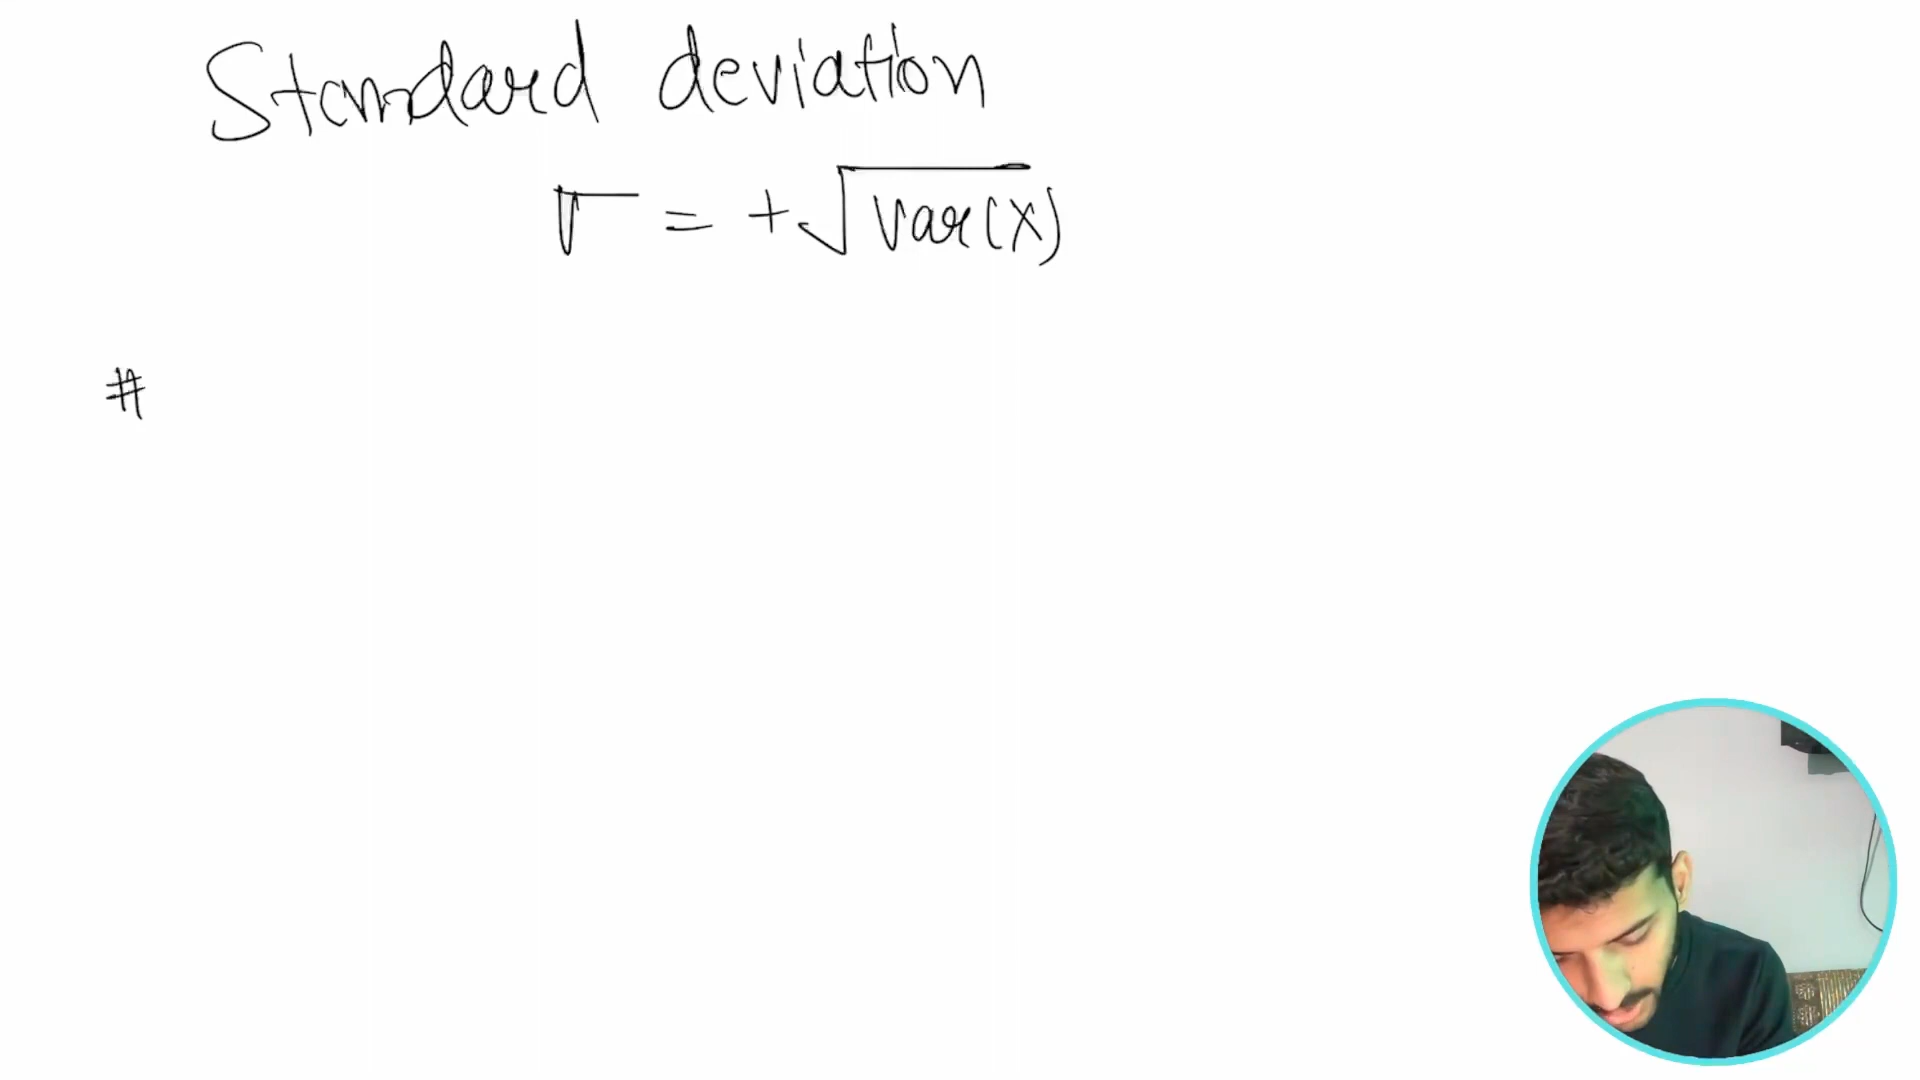 Standard deviation
σ = +√var(X)
#